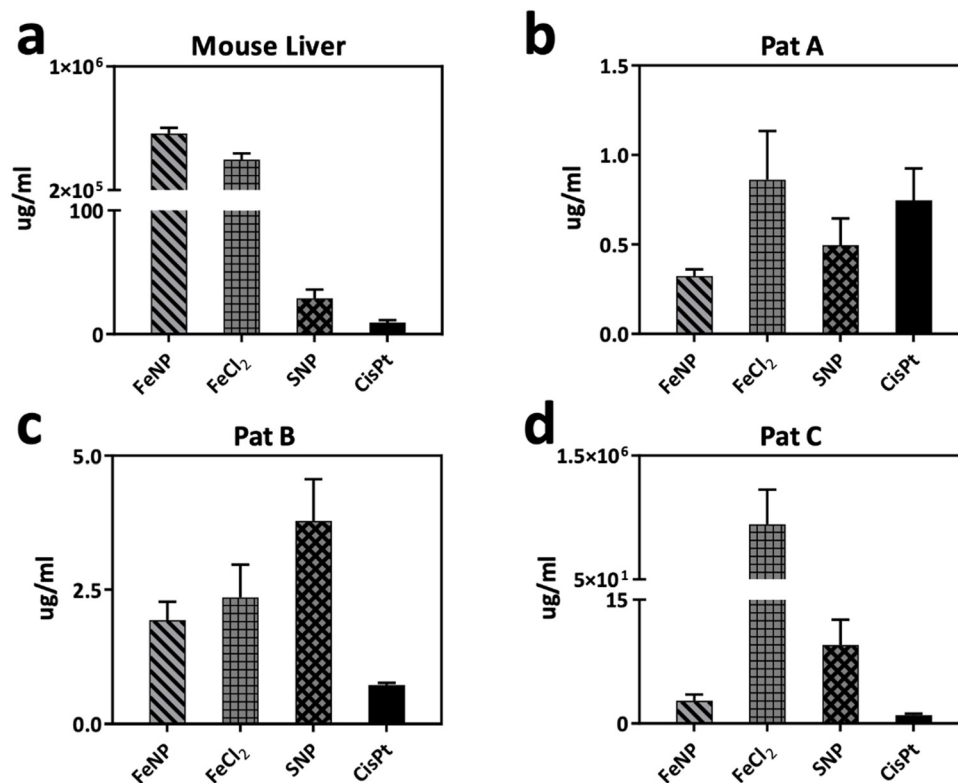 a
Mouse Liver
1×10⁶
2×10⁵
100
0
ug/ml
FeNP
FeCl₂
SNP
CisPt
b
Pat A
1.5
1.0
0.5
0.0
ug/ml
FeNP
FeCl₂
SNP
CisPt
c
Pat B
5.0
2.5
0.0
ug/ml
FeNP
FeCl₂
SNP
CisPt
d
Pat C
1.5×10⁶
5×10¹
15
0
ug/ml
FeNP
FeCl₂
SNP
CisPt